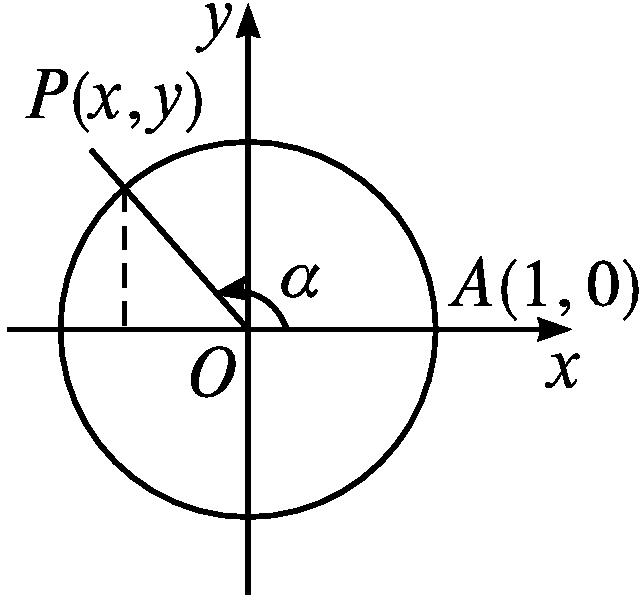 y
P(x, y)
α
A(1, 0)
O
x